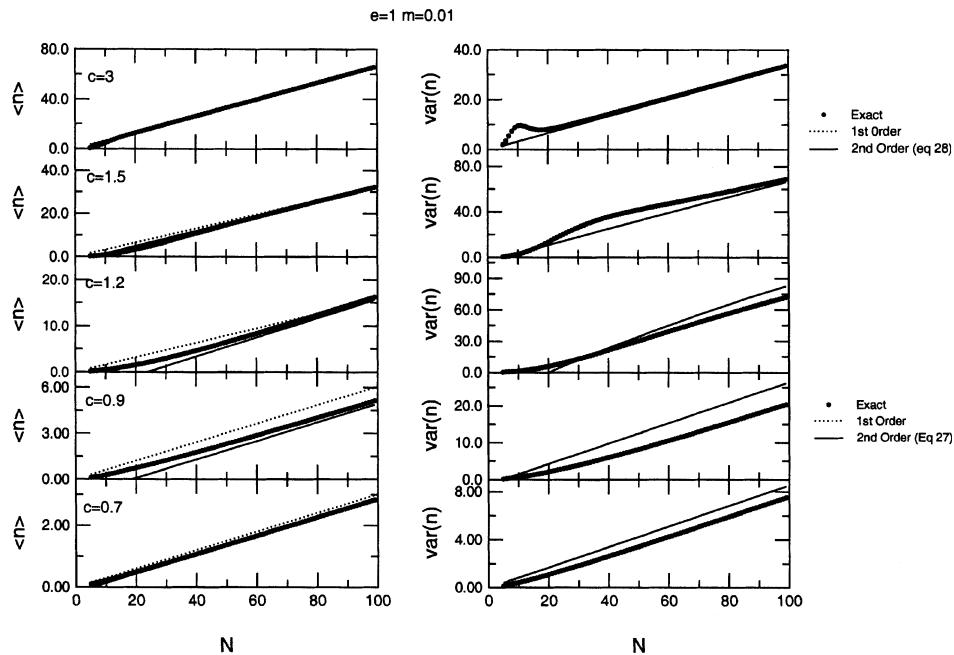 e=1 m=0.01
80.0
40.0
0.0
<n>
c=3
40.0
20.0
0.0
<n>
c=1.5
20.0
10.0
0.0
<n>
c=1.2
6.00
3.00
0.00
<n>
c=0.9
2.00
0.00
<n>
c=0.7
0 20 40 60 80 100
N
40.0
20.0
0.0
var(n)
80.0
40.0
0.0
var(n)
90.0
60.0
30.0
0.0
var(n)
20.0
10.0
0.0
var(n)
8.00
4.00
0.00
var(n)
0 20 40 60 80 100
N
Exact
1st 0rder
2nd Order (eq 28)
Exact
1st Order
2nd Order (Eq 27)